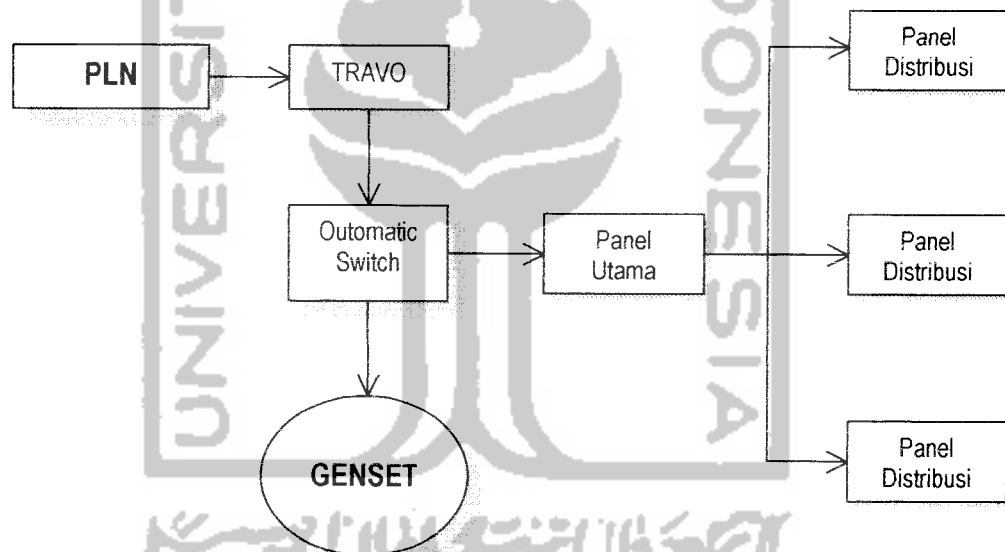 PLN
TRAVO
Outomatic
Switch
GENSET
Panel
Utama
Panel
Distribusi
Panel
Distribusi
Panel
Distribusi